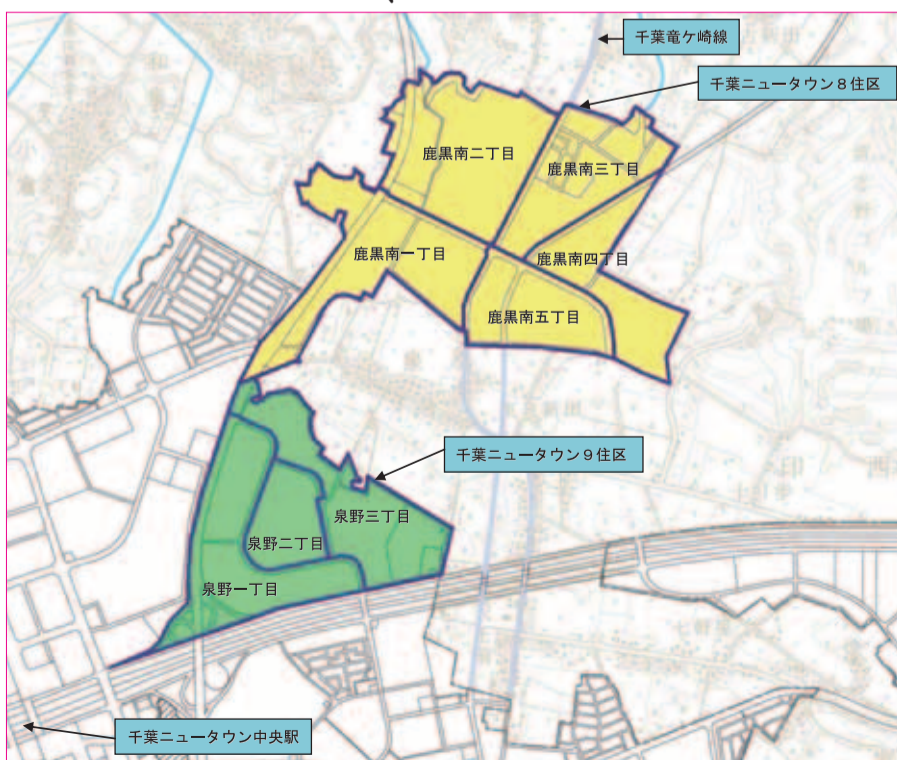 千葉竜ケ崎線
千葉ニュータウン8住区
鹿黒南二丁目
鹿黒南三丁目
鹿黒南一丁目
鹿黒南四丁目
鹿黒南五丁目
千葉ニュータウン9住区
泉野三丁目
泉野二丁目
泉野一丁目
千葉ニュータウン中央駅